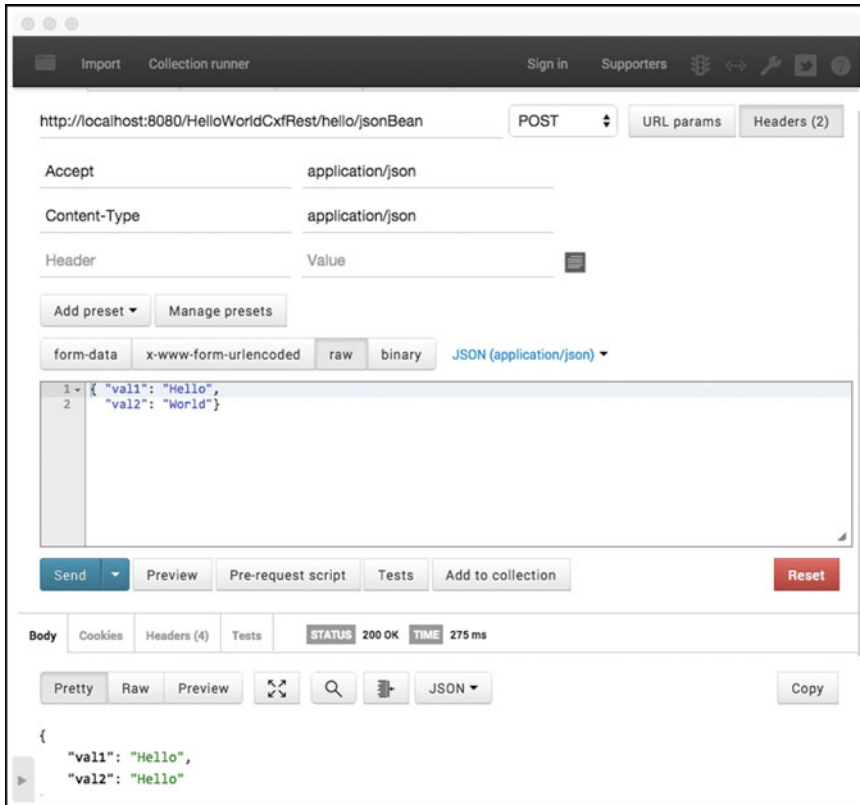 Import Collection runner Sign in Supporters
http://localhost:8080/HelloWorldCxfRest/hello/jsonBean POST URL params Headers (2)
Accept application/json
Content-Type application/json
Header Value
Add preset Manage presets
form-data x-www-form-urlencoded raw binary JSON (application/json)
1 { "val1": "Hello",
2 "val2": "World"}
Send Preview Pre-request script Tests Add to collection Reset
Body Cookies Headers (4) Tests STATUS 200 OK TIME 275 ms
Pretty Raw Preview JSON Copy
{
"val1": "Hello",
"val2": "Hello"